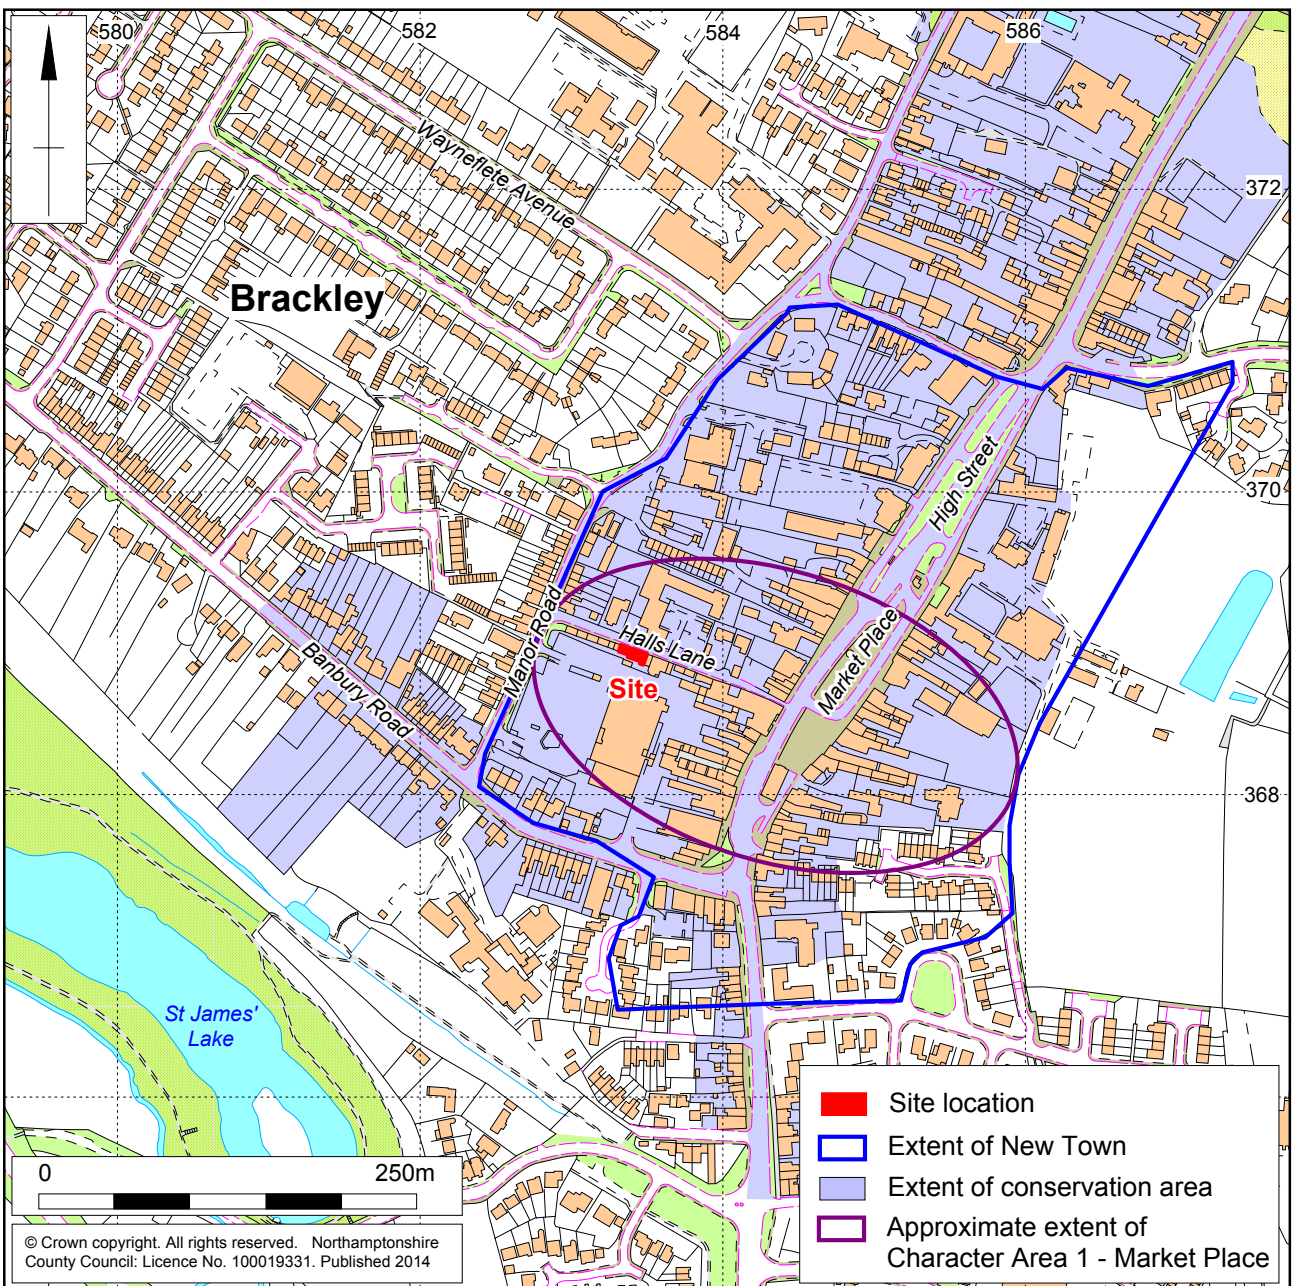 580
582
584
586
Wayneflete Avenue
372
Brackley
High Street
370
Manor Road
Halls Lane
Site
Market Place
Banbury Road
368
St James'
Lake
Site location
Extent of New Town
Extent of conservation area
Approximate extent of
Character Area 1 - Market Place
0 250m
© Crown copyright. All rights reserved. Northamptonshire
County Council: Licence No. 100019331. Published 2014